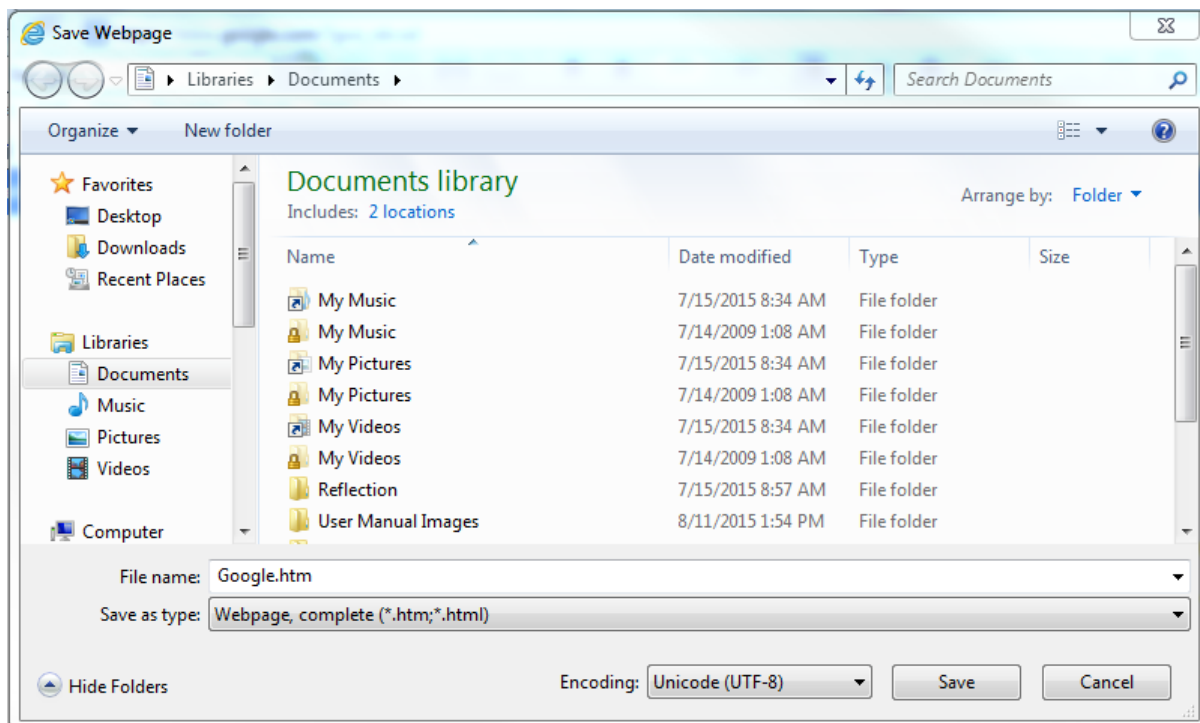 Save Webpage
Libraries Documents
Search Documents
Organize New folder
Favorites
Desktop
Downloads
Recent Places
Libraries
Documents
Music
Pictures
Videos
Computer
Documents library
Includes: 2 locations
Arrange by: Folder
Name Date modified Type Size
My Music 7/15/2015 8:34 AM File folder
My Music 7/14/2009 1:08 AM File folder
My Pictures 7/15/2015 8:34 AM File folder
My Pictures 7/14/2009 1:08 AM File folder
My Videos 7/15/2015 8:34 AM File folder
My Videos 7/14/2009 1:08 AM File folder
Reflection 7/15/2015 8:57 AM File folder
User Manual Images 8/11/2015 1:54 PM File folder
File name: Google.htm
Save as type: Webpage, complete (*.htm;*.html)
Hide Folders Encoding: Unicode (UTF-8) Save Cancel